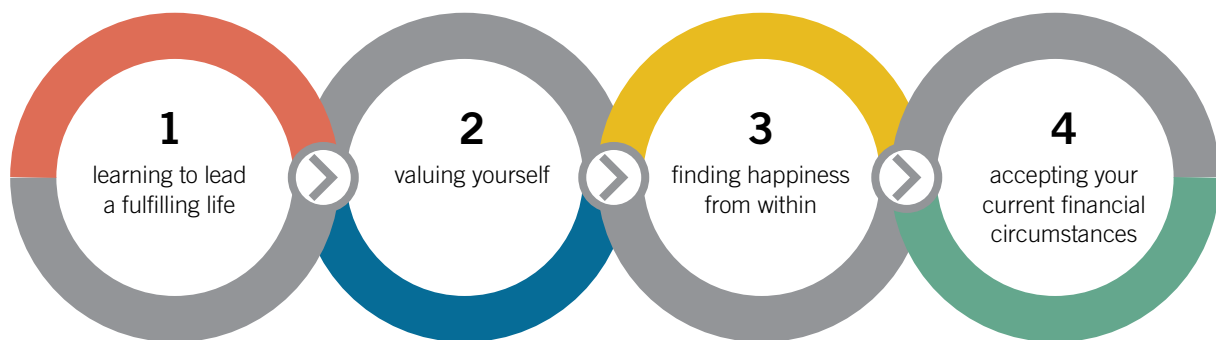 1
learning to lead
a fulfilling life
2
valuing yourself
3
finding happiness
from within
4
accepting your
current financial
circumstances